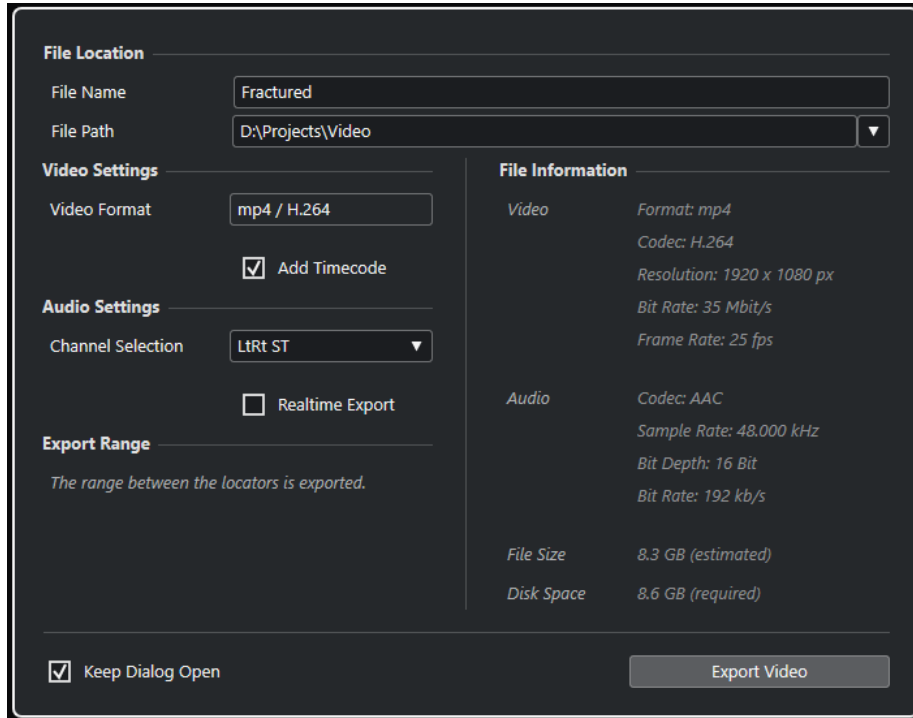 File Location
File Name Fractured
File Path D:\Projects\Video
Video Settings
Video Format mp4 / H.264
Add Timecode
Audio Settings
Channel Selection LtRt ST
Realtime Export
Export Range
The range between the locators is exported.
File Information
Video Format: mp4
Codec: H.264
Resolution: 1920 x 1080 px
Bit Rate: 35 Mbit/s
Frame Rate: 25 fps
Audio Codec: AAC
Sample Rate: 48.000 kHz
Bit Depth: 16 Bit
Bit Rate: 192 kb/s
File Size 8.3 GB (estimated)
Disk Space 8.6 GB (required)
Keep Dialog Open
Export Video